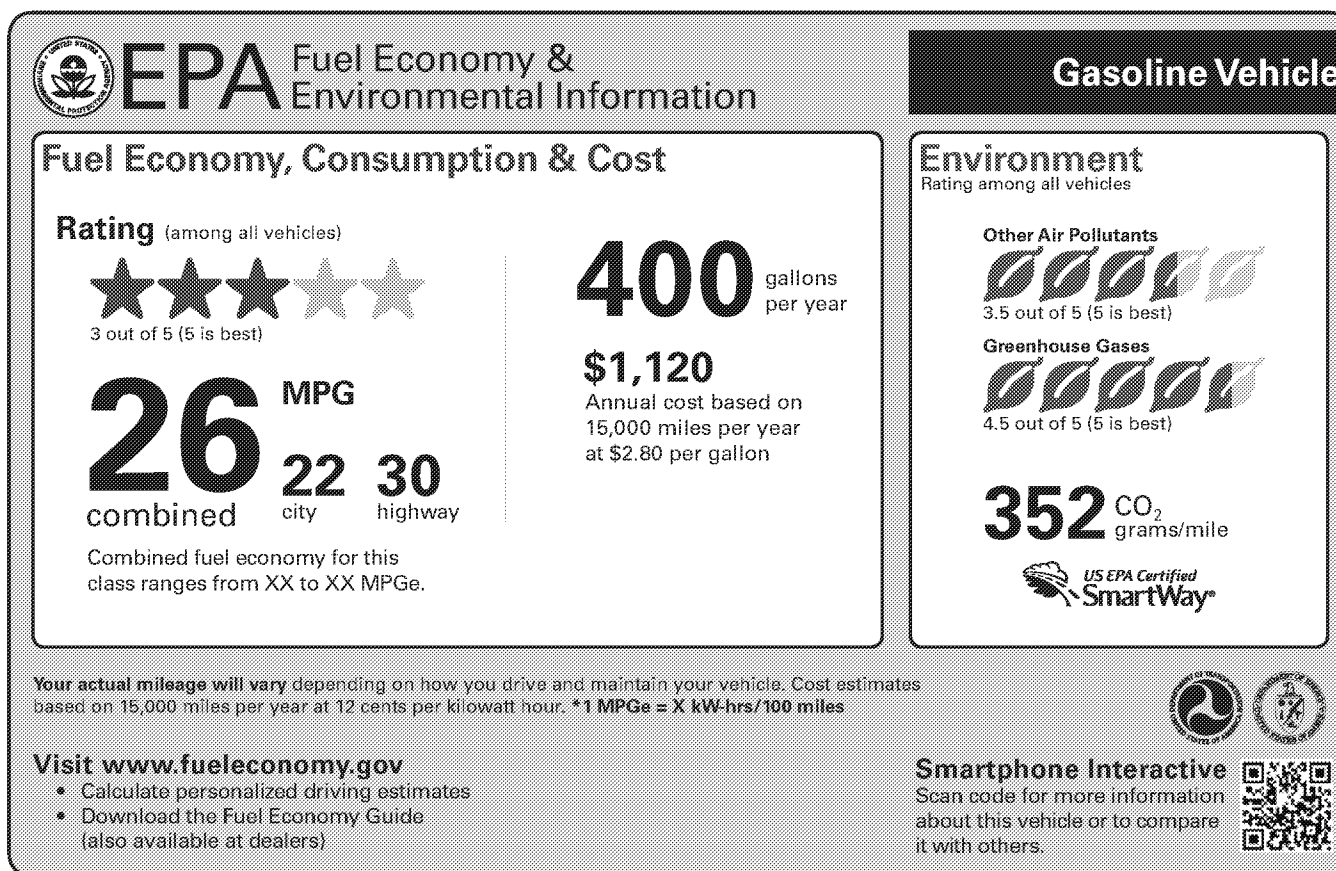 EPA
Fuel Economy &
Environmental Information
Gasoline Vehicle
Fuel Economy, Consumption & Cost
Rating (among all vehicles)
3 out of 5 (5 is best)
26
combined
MPG
22
city
30
highway
Combined fuel economy for this
class ranges from XX to XX MPGe.
400 gallons
per year
$1,120
Annual cost based on
15,000 miles per year
at $2.80 per gallon
Environment
Rating among all vehicles
Other Air Pollutants
3.5 out of 5 (5 is best)
Greenhouse Gases
4.5 out of 5 (5 is best)
352 CO2
grams/mile
US EPA Certified
SmartWay
Your actual mileage will vary depending on how you drive and maintain your vehicle. Cost estimates
based on 15,000 miles per year at 12 cents per kilowatt hour. *1 MPGe = X kW-hrs/100 miles
Visit www.fueleconomy.gov
• Calculate personalized driving estimates
• Download the Fuel Economy Guide
(also available at dealers)
Smartphone Interactive
Scan code for more information
about this vehicle or to compare
it with others.